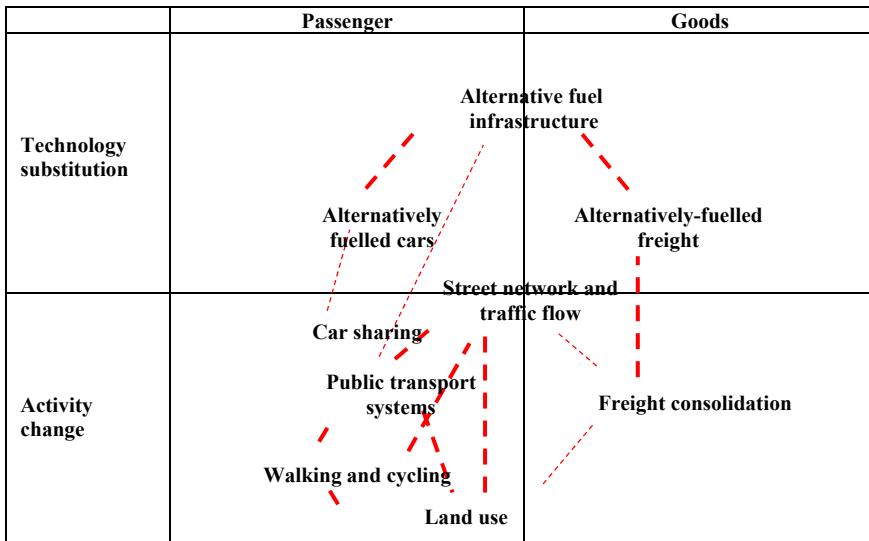 Passenger
Goods
Technology
substitution
Alternative fuel
infrastructure
Alternatively
fuelled cars
Alternatively-fuelled
freight
Street network and
traffic flow
Activity
change
Car sharing
Public transport
systems
Freight consolidation
Walking and cycling
Land use